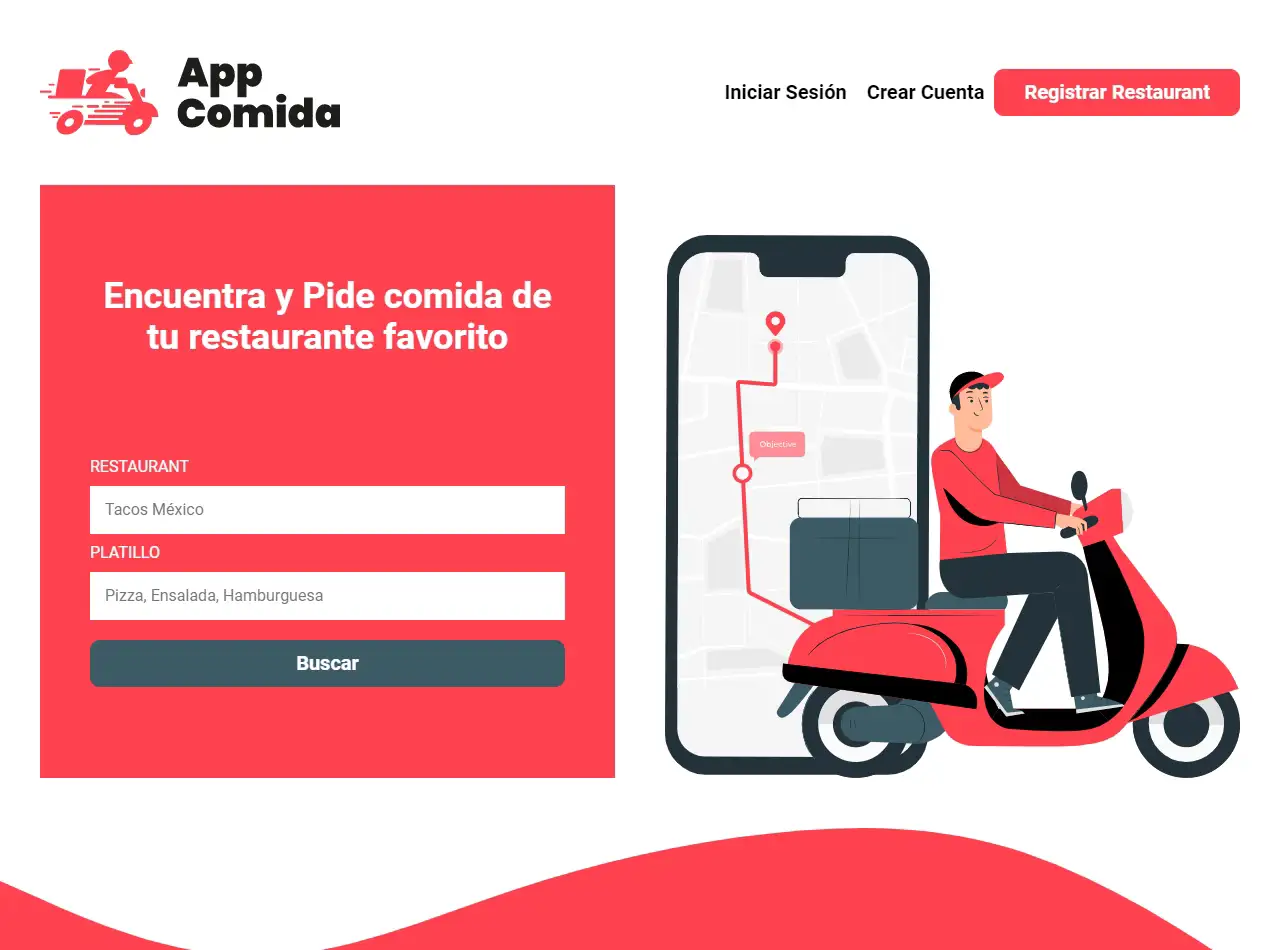 App
Comida
Iniciar Sesión
Crear Cuenta
Registrar Restaurant
Encuentra y Pide comida de
tu restaurante favorito
RESTAURANT
Tacos México
PLATILLO
Pizza, Ensalada, Hamburguesa
Buscar
Objective